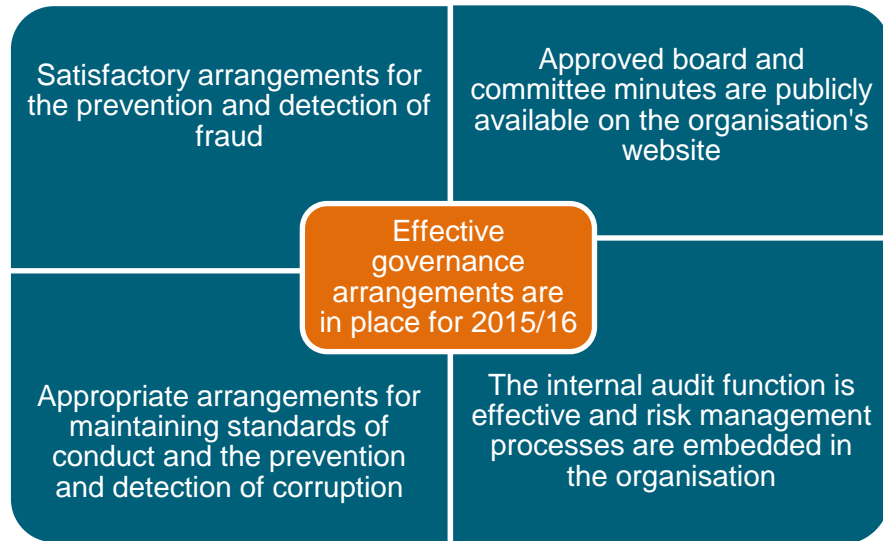 Satisfactory arrangements for
the prevention and detection of
fraud
Approved board and
committee minutes are publicly
available on the organisation's
website
Effective
governance
arrangements are
in place for 2015/16
Appropriate arrangements for
maintaining standards of
conduct and the prevention
and detection of corruption
The internal audit function is
effective and risk management
processes are embedded in
the organisation